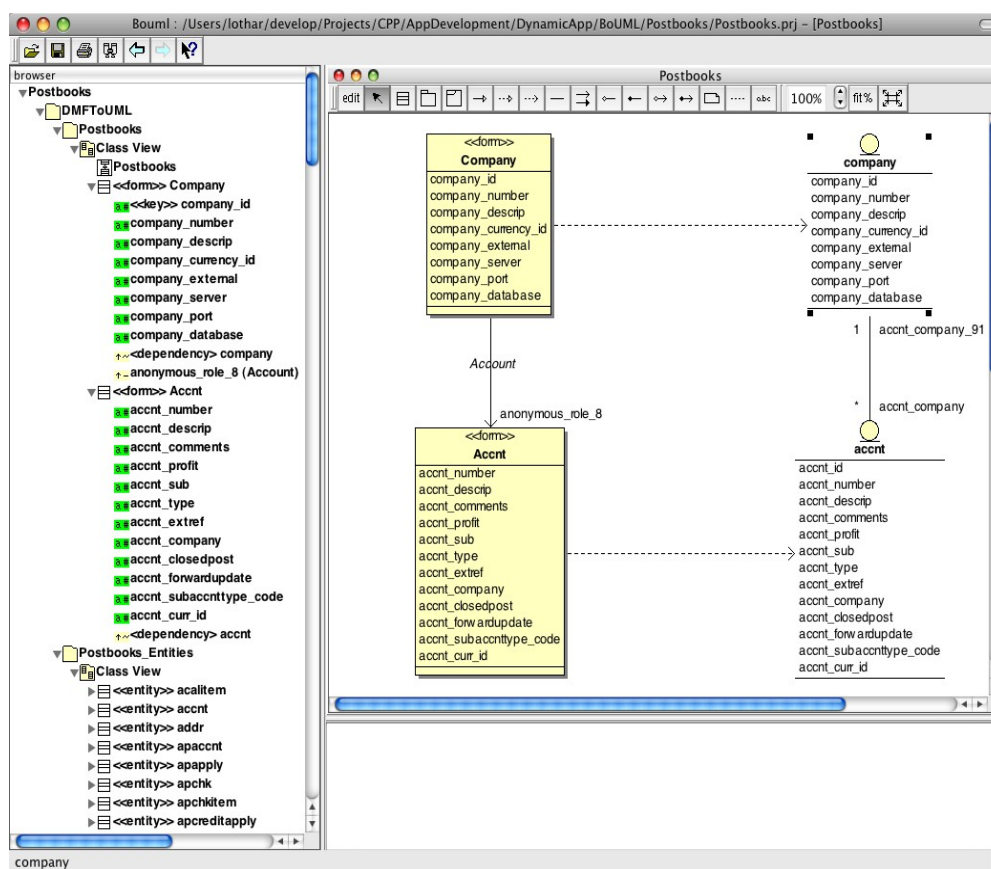 Bouml : /Users/lothar/develop/Projects/CPP/AppDevelopment/DynamicApp/BoUML/Postbooks/Postbooks.prj - [Postbooks]
browser
Postbooks
DMFToUML
Postbooks
Class View
Postbooks
<<form>> Company
<<key>> company_id
company_number
company_descrip
company_currency_id
company_external
company_server
company_port
company_database
<dependency> company
anonymous_role_8 (Account)
<<form>> Accnt
accnt_number
accnt_descrip
accnt_comments
accnt_profit
accnt_sub
accnt_type
accnt_extref
accnt_company
accnt_closedpost
accnt_forwardupdate
accnt_subaccnttype_code
accnt_curr_id
<dependency> accnt
Postbooks_Entities
Class View
<<entity>> acalitem
<<entity>> accnt
<<entity>> addr
<<entity>> apaccnt
<<entity>> apapply
<<entity>> apchk
<<entity>> apchkitem
<<entity>> apcreditapply
Postbooks
edit
abc
100%
fit%
<<form>>
Company
company_id
company_number
company_descrip
company_currency_id
company_external
company_server
company_port
company_database
company
company_id
company_number
company_descrip
company_currency_id
company_external
company_server
company_port
company_database
1 accnt_company_91
Account
* accnt_company
anonymous_role_8
<<form>>
Accnt
accnt_number
accnt_descrip
accnt_comments
accnt_profit
accnt_sub
accnt_type
accnt_extref
accnt_company
accnt_closedpost
accnt_forwardupdate
accnt_subaccnttype_code
accnt_curr_id
accnt
accnt_id
accnt_number
accnt_descrip
accnt_comments
accnt_profit
accnt_sub
accnt_type
accnt_extref
accnt_company
accnt_closedpost
accnt_forwardupdate
accnt_subaccnttype_code
accnt_curr_id
company